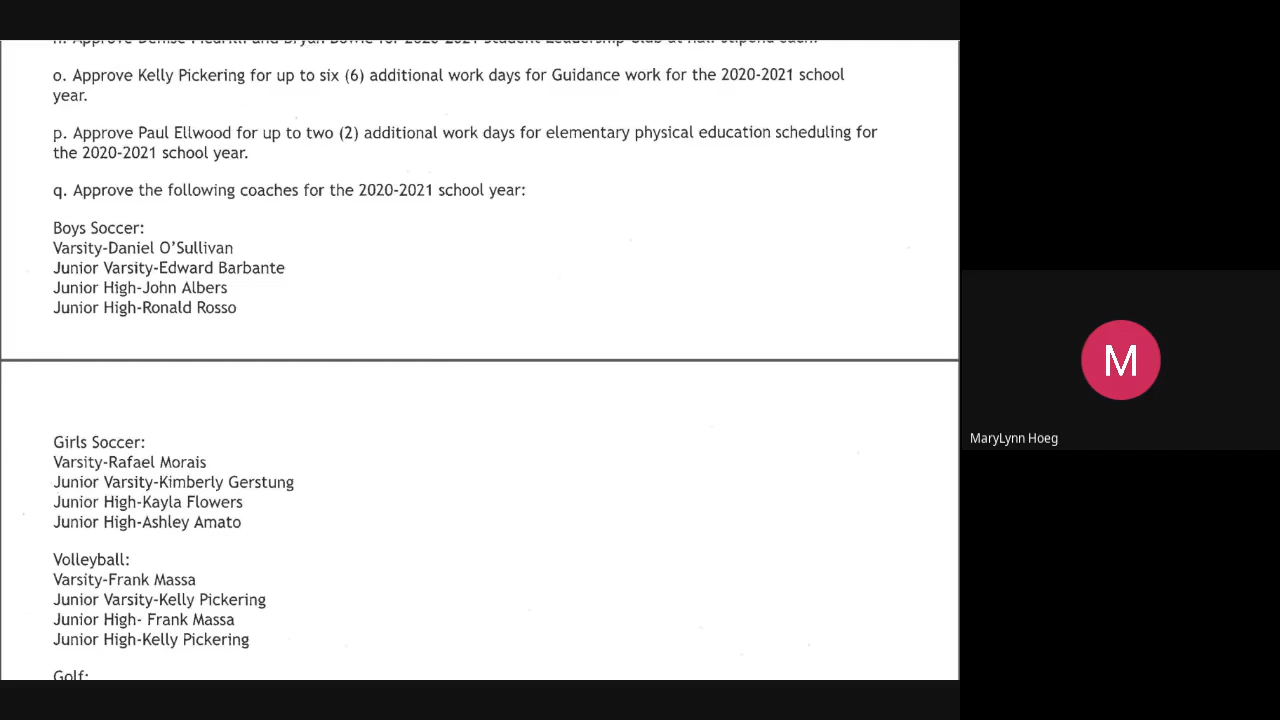 o. Approve Kelly Pickering for up to six (6) additional work days for Guidance work for the 2020-2021 school
year.
p. Approve Paul Ellwood for up to two (2) additional work days for elementary physical education scheduling for
the 2020-2021 school year.
q. Approve the following coaches for the 2020-2021 school year:
Boys Soccer:
Varsity-Daniel O’Sullivan
Junior Varsity-Edward Barbante
Junior High-John Albers
Junior High-Ronald Rosso
Girls Soccer:
Varsity-Rafael Morais
Junior Varsity-Kimberly Gerstung
Junior High-Kayla Flowers
Junior High-Ashley Amato
Volleyball:
Varsity-Frank Massa
Junior Varsity-Kelly Pickering
Junior High- Frank Massa
Junior High-Kelly Pickering
Golf:
M
MaryLynn Hoeg